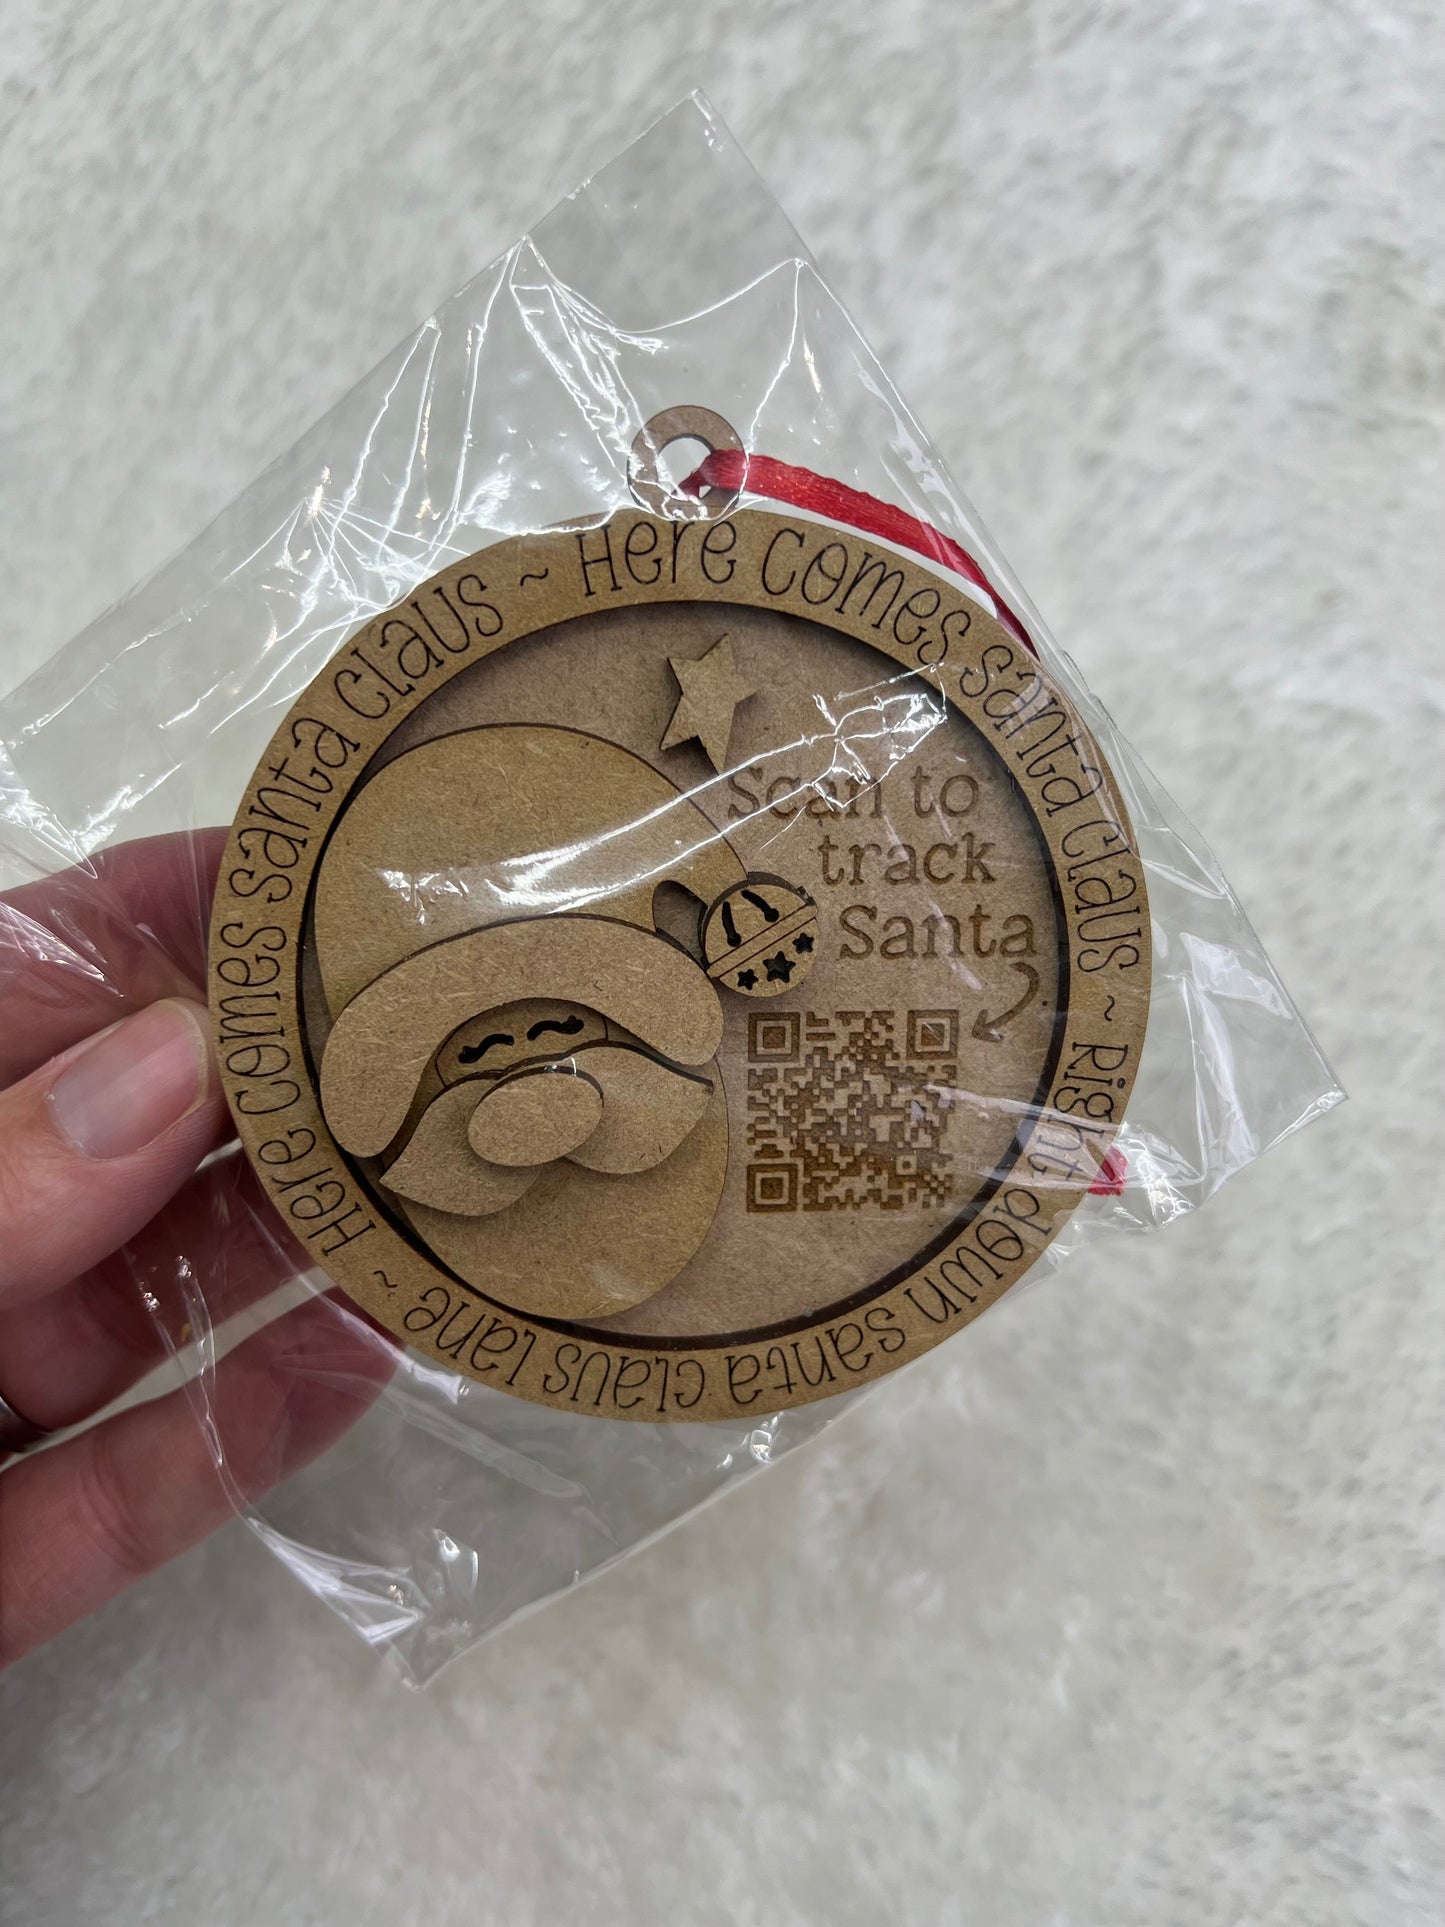 Here comes santa claus ~ Right down santa claus lane ~ Here comes santa claus ~
Scan to
track
Santa